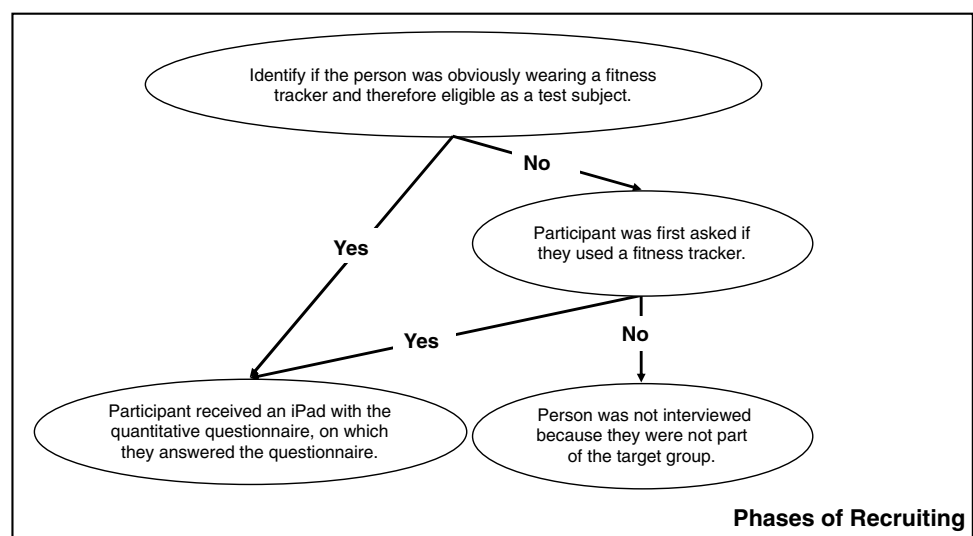 Identify if the person was obviously wearing a fitness
tracker and therefore eligible as a test subject.
No
Participant was first asked if
they used a fitness tracker.
Yes
Yes
No
Participant received an iPad with the
quantitative questionnaire, on which
they answered the questionnaire.
Person was not interviewed
because they were not part
of the target group.
Phases of Recruiting